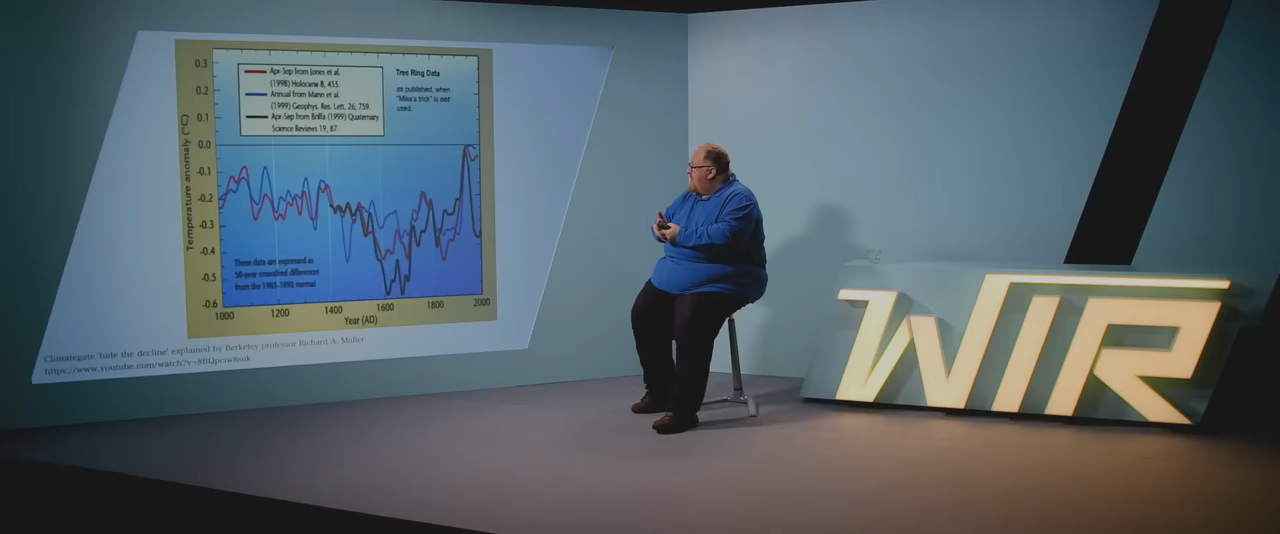 0.3
0.2
0.1
0.0
-0.1
-0.2
-0.3
-0.4
-0.5
-0.6
Temperature anomaly (°C)
Apr-Sep from Jones et al.
(1998) Holocene 8, 455.
Annual from Mann et al.
(1999) Geophys. Res. Lett. 26, 759.
Apr-Sep from Briffa (1999) Quaternary
Science Reviews 19, 87.
Tree Ring Data
as published, when
"Mike's trick" is not
used.
These data are expressed as
50-year smoothed differences
from the 1961-1990 normal
1000 1200 1400 1600 1800 2000
Year (AD)
Climategate 'hide the decline' explained by Berkeley professor Richard A. Muller
WIR